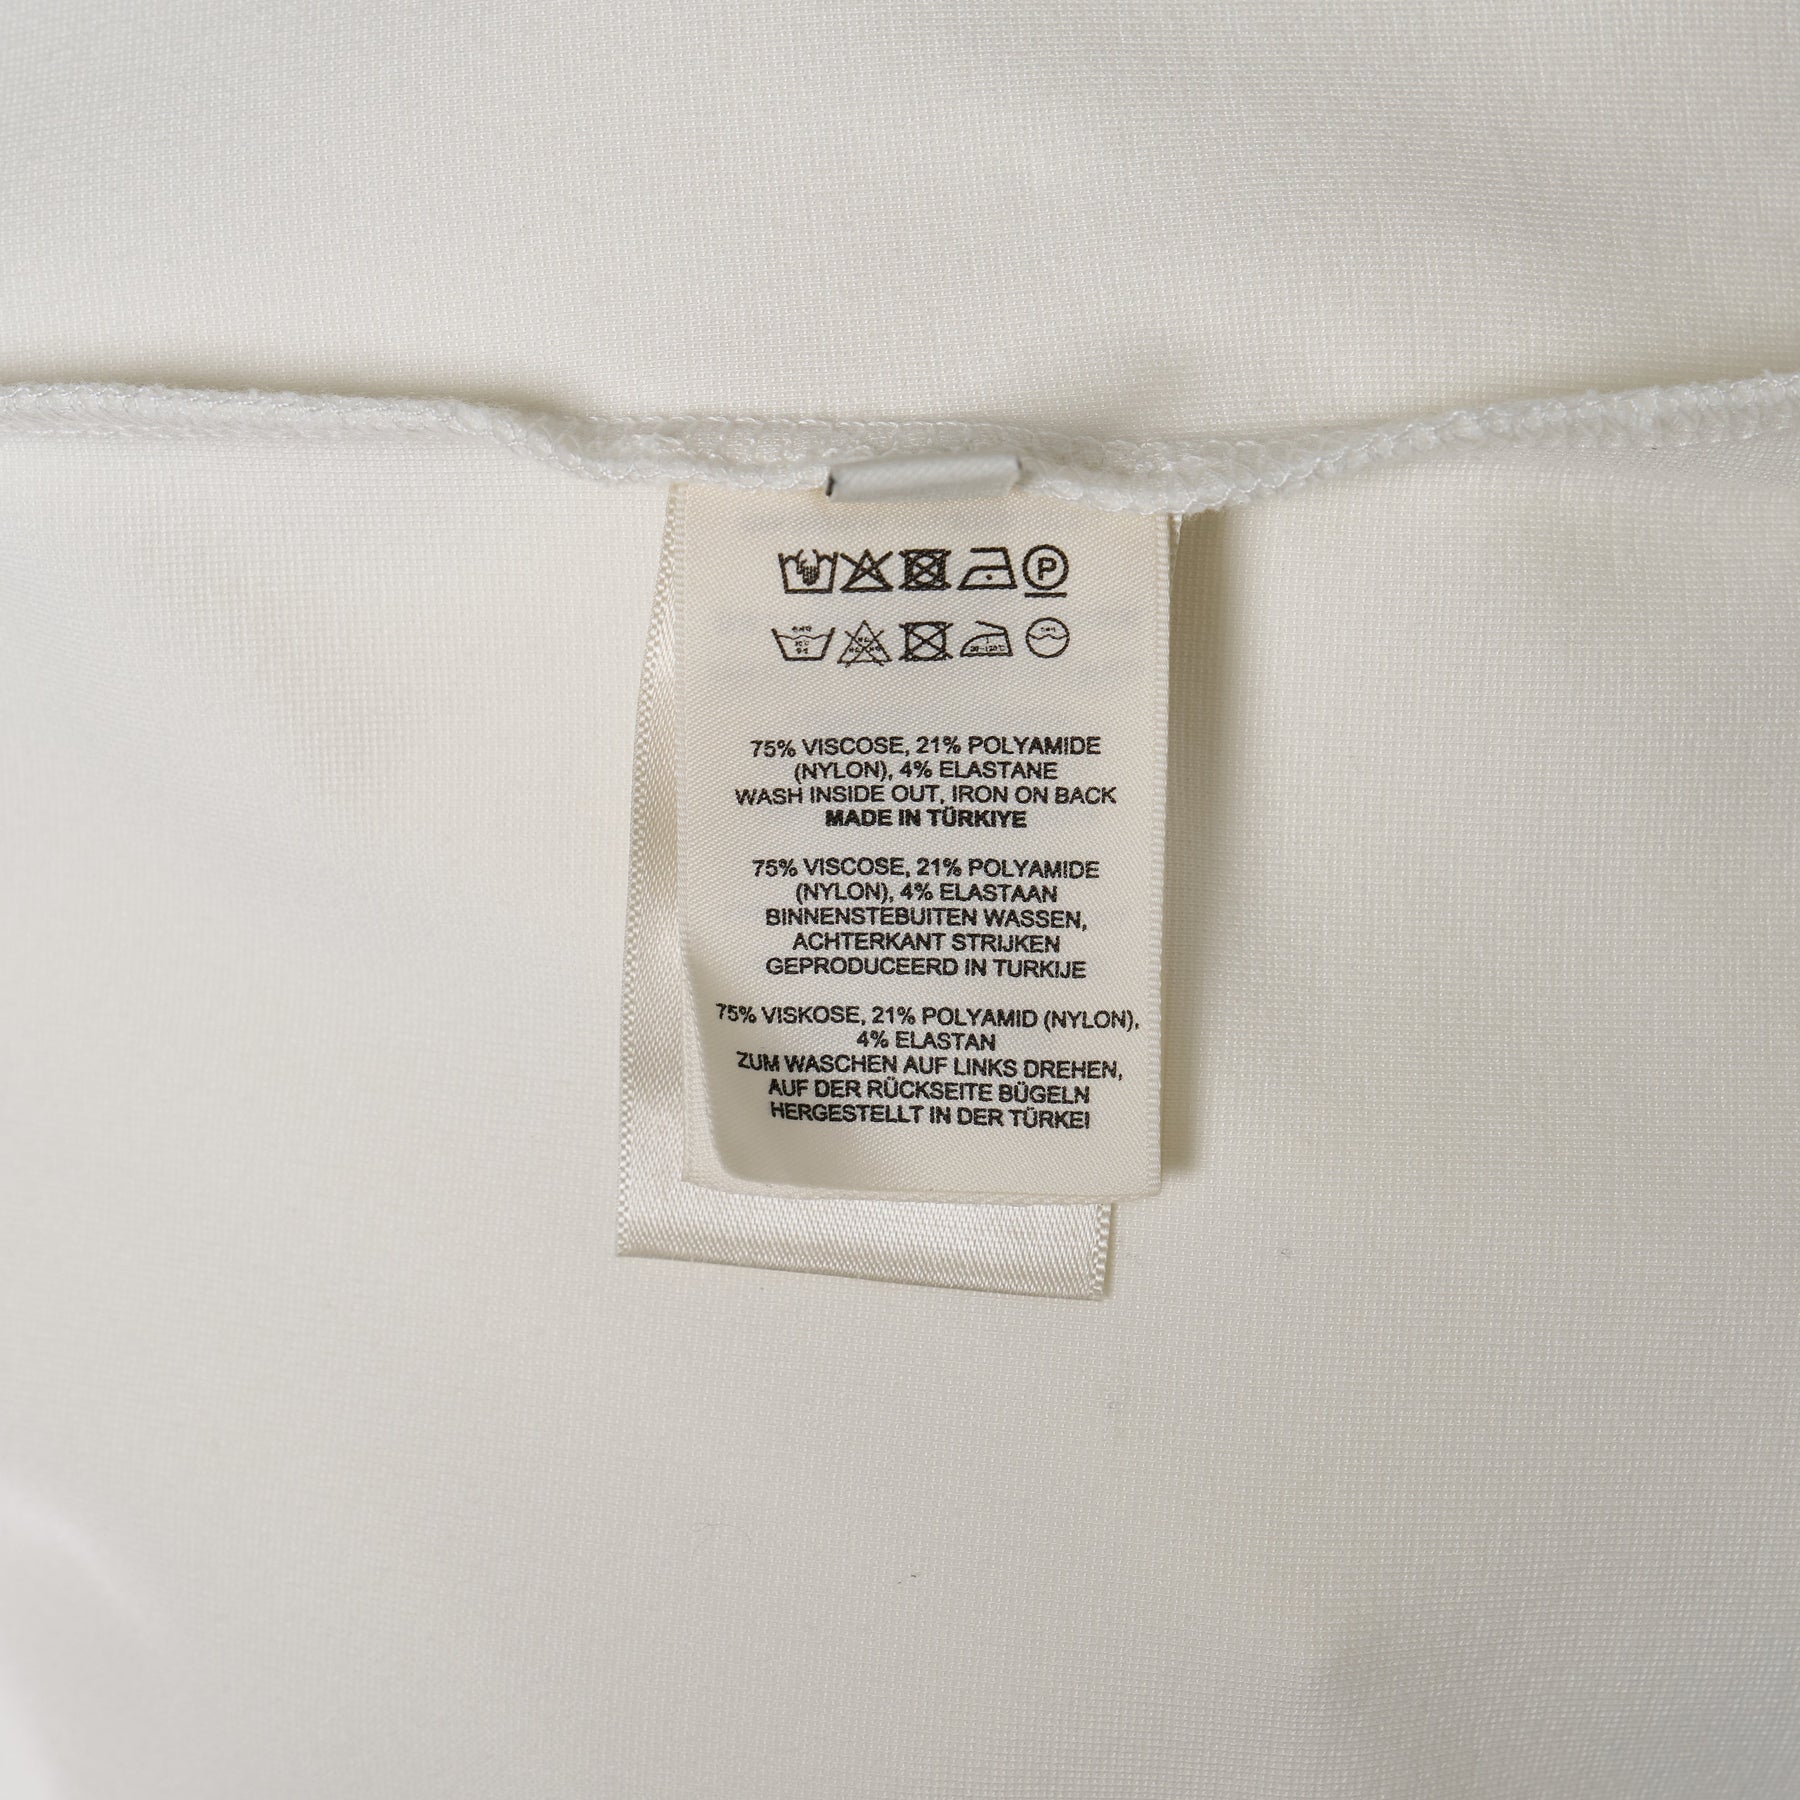 P
75% VISCOSE, 21% POLYAMIDE
(NYLON), 4% ELASTANE
WASH INSIDE OUT, IRON ON BACK
MADE IN TÜRKIYE
75% VISCOSE, 21% POLYAMIDE
(NYLON), 4% ELASTAAN
BINNENSTEBUITEN WASSEN,
ACHTERKANT STRIJKEN
GEPRODUCEERD IN TURKIJE
75% VISKOSE, 21% POLYAMID (NYLON),
4% ELASTAN
ZUM WASCHEN AUF LINKS DREHEN,
AUF DER RÜCKSEITE BÜGELN
HERGESTELLT IN DER TÜRKEI